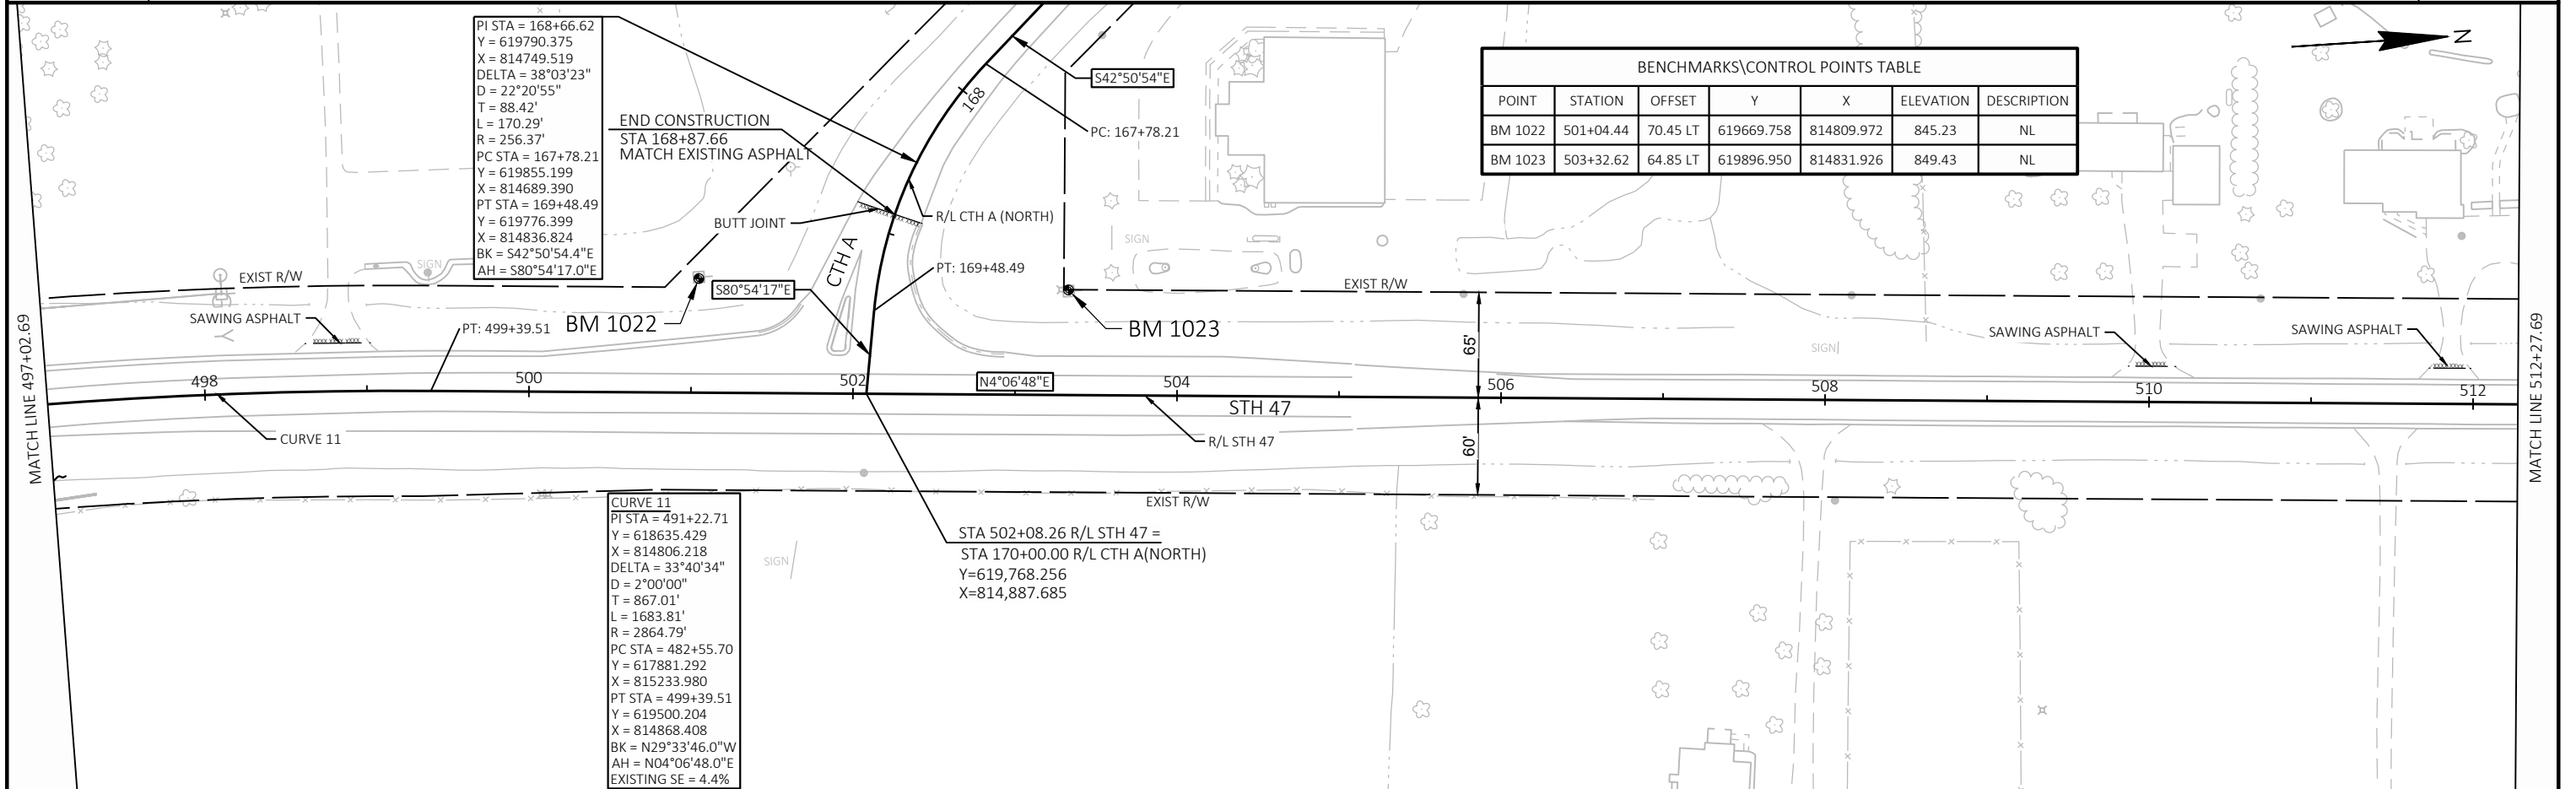 PI STA = 168+66.62
Y = 619790.375
X = 814749.519
DELTA = 38°03'23"
D = 22°20'55"
T = 88.42'
L = 170.29'
R = 256.37'
PC STA = 167+78.21
Y = 619855.199
X = 814689.390
PT STA = 169+48.49
Y = 619776.399
X = 814836.824
BK = S42°50'54.4"E
AH = S80°54'17.0"E
END CONSTRUCTION
STA 168+87.66
MATCH EXISTING ASPHALT
BUTT JOINT
168
S42°50'54"E
PC: 167+78.21
R/L CTH A (NORTH)
CTH A
PT: 169+48.49
S80°54'17"E
BENCHMARKS\CONTROL POINTS TABLE
POINT STATION OFFSET Y X ELEVATION DESCRIPTION
BM 1022 501+04.44 70.45 LT 619669.758 814809.972 845.23 NL
BM 1023 503+32.62 64.85 LT 619896.950 814831.926 849.43 NL
N
SIGN
SIGN
EXIST R/W
EXIST R/W
SAWING ASPHALT
PT: 499+39.51
BM 1022
BM 1023
65'
SIGN
SAWING ASPHALT
SAWING ASPHALT
MATCH LINE 497+02.69
MATCH LINE 512+27.69
498
500
502
N4°06'48"E
504
506
508
510
512
STH 47
CURVE 11
R/L STH 47
60'
EXIST R/W
CURVE 11
PI STA = 491+22.71
Y = 618635.429
X = 814806.218
DELTA = 33°40'34"
D = 2°00'00"
T = 867.01'
L = 1683.81'
R = 2864.79'
PC STA = 482+55.70
Y = 617881.292
X = 815233.980
PT STA = 499+39.51
Y = 619500.204
X = 814868.408
BK = N29°33'46.0"W
AH = N04°06'48.0"E
EXISTING SE = 4.4%
SIGN
STA 502+08.26 R/L STH 47 =
STA 170+00.00 R/L CTH A(NORTH)
Y=619,768.256
X=814,887.685